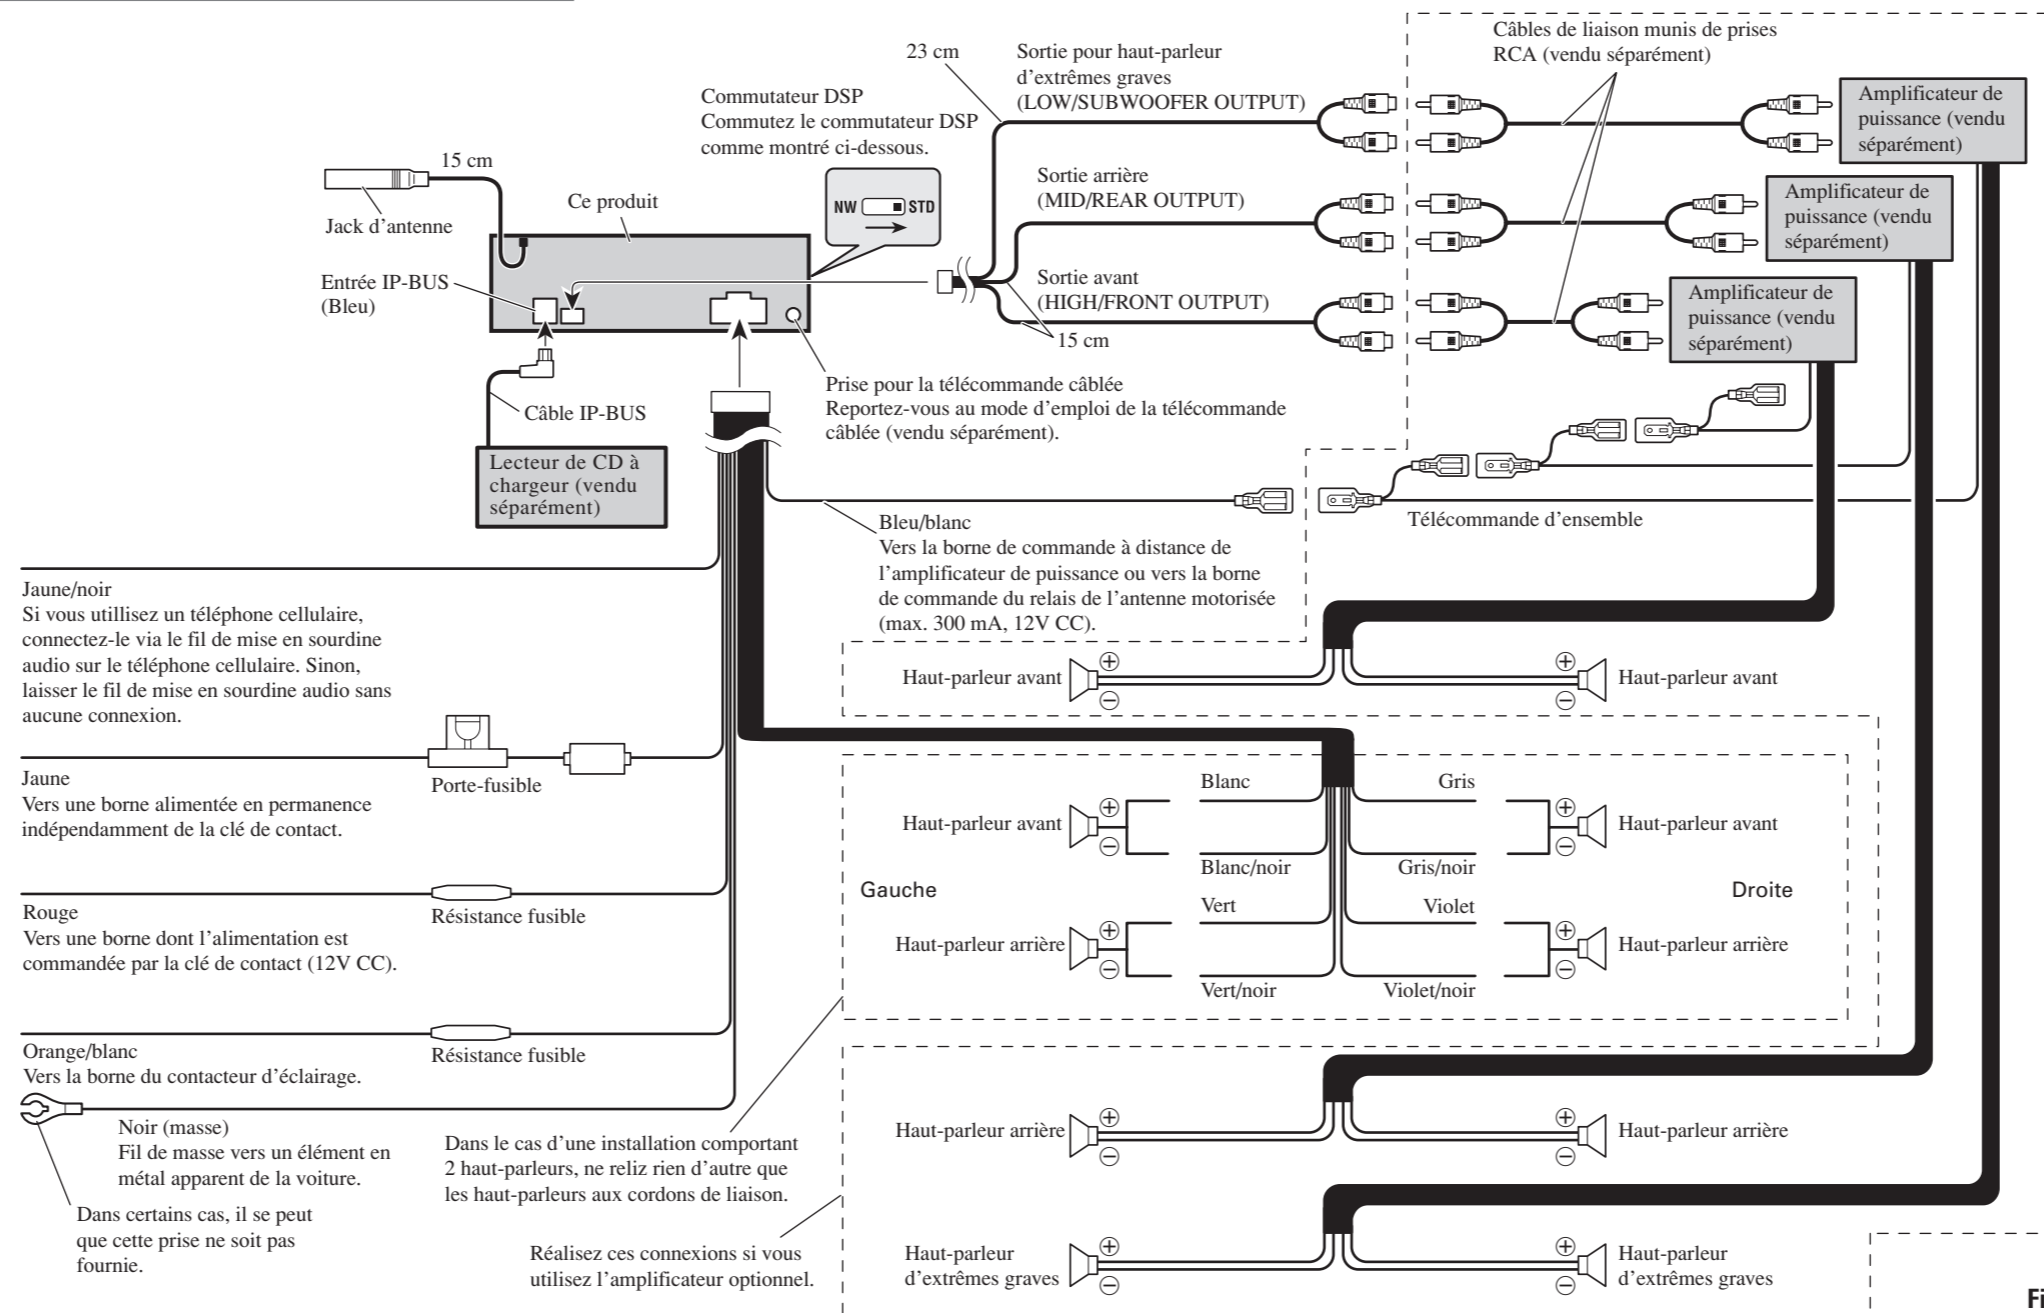 Câbles de liaison munis de prises
RCA (vendu séparément)
23 cm
Sortie pour haut-parleur
d'extrêmes graves
(LOW/SUBWOOFER OUTPUT)
Amplificateur de
puissance (vendu
séparément)
Commutateur DSP
Commutez le commutateur DSP
comme montré ci-dessous.
15 cm
Jack d'antenne
Ce produit
NW STD
Sortie arrière
(MID/REAR OUTPUT)
Amplificateur de
puissance (vendu
séparément)
Entrée IP-BUS
(Bleu)
Sortie avant
(HIGH/FRONT OUTPUT)
15 cm
Amplificateur de
puissance (vendu
séparément)
Prise pour la télécommande câblée
Reportez-vous au mode d'emploi de la télécommande
câblée (vendu séparément).
Câble IP-BUS
Lecteur de CD à
chargeur (vendu
séparément)
Bleu/blanc
Vers la borne de commande à distance de
l'amplificateur de puissance ou vers la borne
de commande du relais de l'antenne motorisée
(max. 300 mA, 12V CC).
Télécommande d'ensemble
Jaune/noir
Si vous utillisez un téléphone cellulaire,
connectez-le via le fil de mise en sourdine
audio sur le téléphone cellulaire. Sinon,
laisser le fil de mise en sourdine audio sans
aucune connexion.
Haut-parleur avant
⊕
⊖
⊕
⊖
Haut-parleur avant
Jaune
Vers une borne alimentée en permanence
indépendamment de la clé de contact.
Porte-fusible
Haut-parleur avant
⊕
⊖
Blanc
Blanc/noir
Gris
Gris/noir
⊕
⊖
Haut-parleur avant
Gauche
Droite
Rouge
Vers une borne dont l'alimentation est
commandée par la clé de contact (12V CC).
Résistance fusible
Haut-parleur arrière
⊕
⊖
Vert
Vert/noir
Violet
Violet/noir
⊕
⊖
Haut-parleur arrière
Orange/blanc
Vers la borne du contacteur d'éclairage.
Résistance fusible
Noir (masse)
Fil de masse vers un élément en
métal apparent de la voiture.
Dans certains cas, il se peut
que cette prise ne soit pas
fournie.
Dans le cas d'une installation comportant
2 haut-parleurs, ne reliz rien d'autre que
les haut-parleurs aux cordons de liaison.
Haut-parleur arrière
⊕
⊖
⊕
⊖
Haut-parleur arrière
Réalisez ces connexions si vous
utilisez l'amplificateur optionnel.
Haut-parleur
d'extrêmes graves
⊕
⊖
⊕
⊖
Haut-parleur
d'extrêmes graves